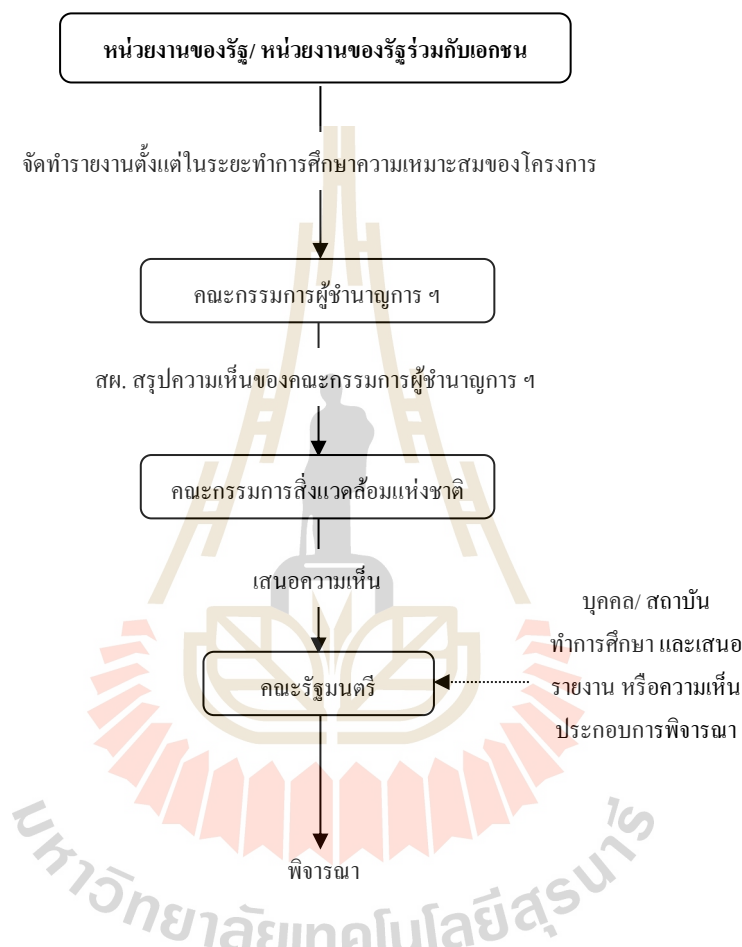 หน่วยงานของรัฐ/ หน่วยงานของรัฐร่วมกับเอกชน
จัดทำรายงานตั้งแต่ในระยะทำการศึกษาความเหมาะสมของโครงการ
คณะกรรมการผู้ชำนาญการ ฯ
สผ. สรุปความเห็นของคณะกรรมการผู้ชำนาญการ ฯ
คณะกรรมการสิ่งแวดล้อมแห่งชาติ
เสนอความเห็น
บุคคล/ สถาบัน
ทำการศึกษา และเสนอ
รายงาน หรือความเห็น
ประกอบการพิจารณา
คณะรัฐมนตรี
พิจารณา
มหาวิทยาลัยเทคโนโลยีสุรนารี